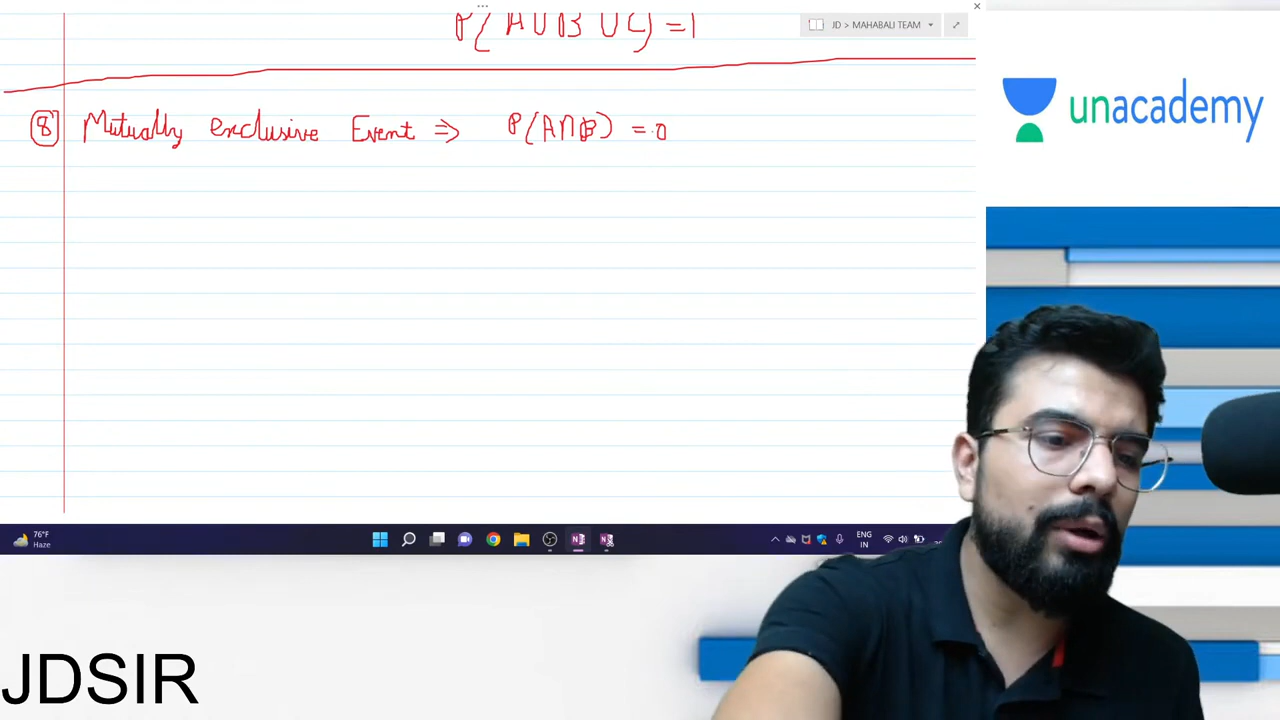 P(A∪B∪C) = 1
JD > MAHABALI TEAM
unacademy
8 Mutually exclusive Event ⇒ P(A∩B) = 0
76°F
Haze
ENG
IN
JDSIR